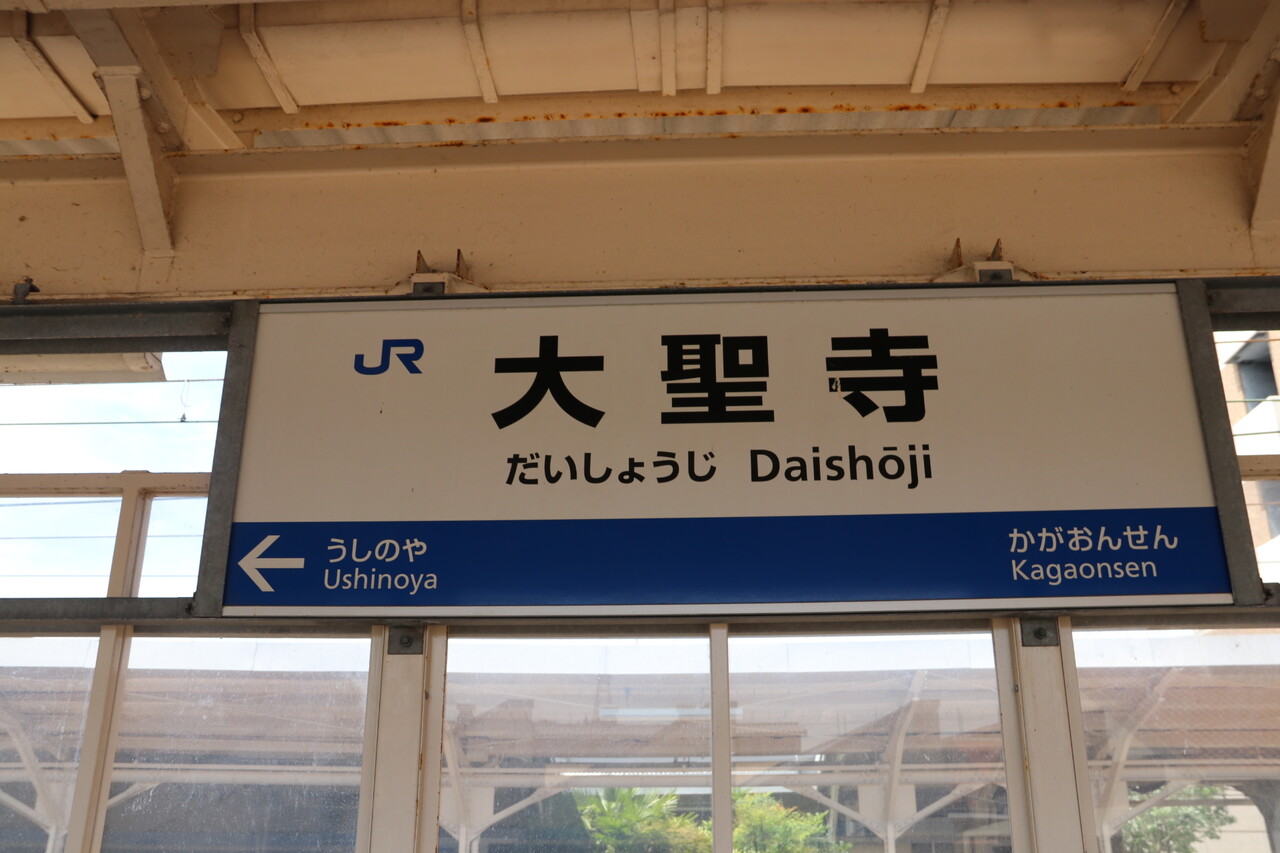 JR 大聖寺
だいしょうじ Daishōji
← うしのや かがおんせん
Ushinoya Kagaonsen